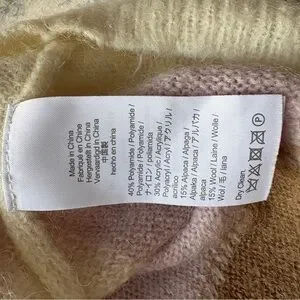 Made in China
Fabriqué en Chine
Hergestellt in China
Vervaardigd in China
中国製
hecho en china
40% Polyamide / Polyamide /
Polyamide / Polyamide /
ナイロン / poliamida
30% Acrylic / Acrylique /
Polyacryl / Acryl / アクリル /
acrílico
15% Alpaca / Alpaga /
Alpaka / Alpaca / アルパカ /
alpaca
15% Wool / Laine / Wolle /
Wol / 毛 / lana
Dry Clean.